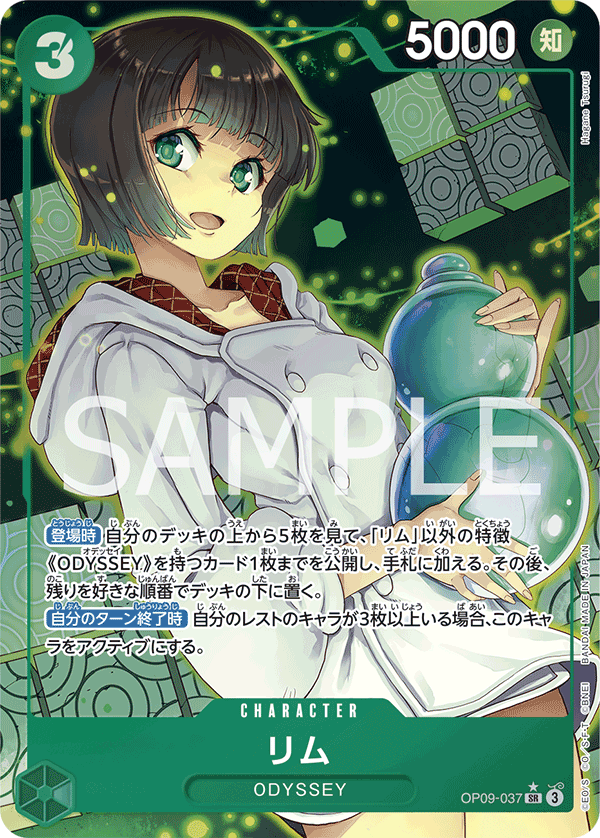 3
5000 知
Hagane Tsurugi
SAMPLE
登場時 自分のデッキの上から5枚を見て、「リム」以外の特徴
《ODYSSEY》を持つカード1枚までを公開し、手札に加える。その後、
残りを好きな順番でデッキの下に置く。
自分のターン終了時 自分のレストのキャラが3枚以上いる場合、このキャ
ラをアクティブにする。
©E.O./S. ©O./S.・F・T ©BNEI BANDAI MADE IN JAPAN
CHARACTER
リム
ODYSSEY
OP09-037 SR 3